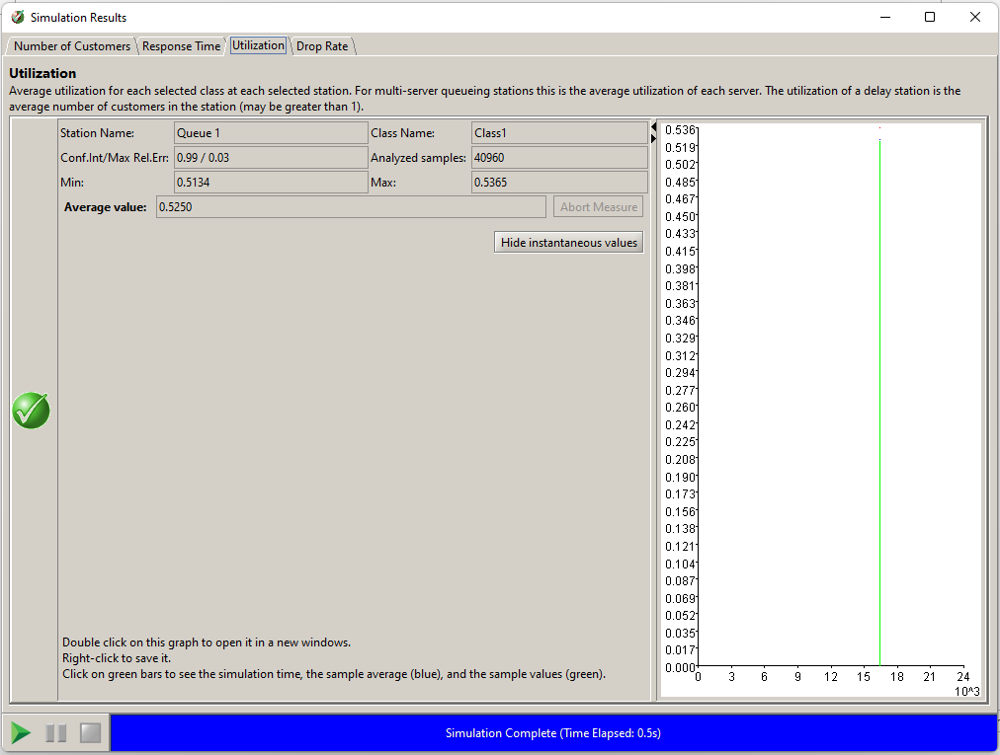 Simulation Results
Number of Customers Response Time Utilization Drop Rate
Utilization
Average utilization for each selected class at each selected station. For multi-server queueing stations this is the average utilization of each server. The utilization of a delay station is the
average number of customers in the station (may be greater than 1).
Station Name: Queue 1 Class Name: Class1
Conf.Int/Max Rel.Err: 0.99 / 0.03 Analyzed samples: 40960
Min: 0.5134 Max: 0.5365
Average value: 0.5250 Abort Measure
Hide instantaneous values
Double click on this graph to open it in a new windows.
Right-click to save it.
Click on green bars to see the simulation time, the sample average (blue), and the sample values (green).
0.536
0.519
0.502
0.485
0.467
0.450
0.433
0.415
0.398
0.381
0.363
0.346
0.329
0.312
0.294
0.277
0.260
0.242
0.225
0.208
0.190
0.173
0.156
0.138
0.121
0.104
0.087
0.069
0.052
0.035
0.017
0.000
0 3 6 9 12 15 18 21 24
10^3
Simulation Complete (Time Elapsed: 0.5s)